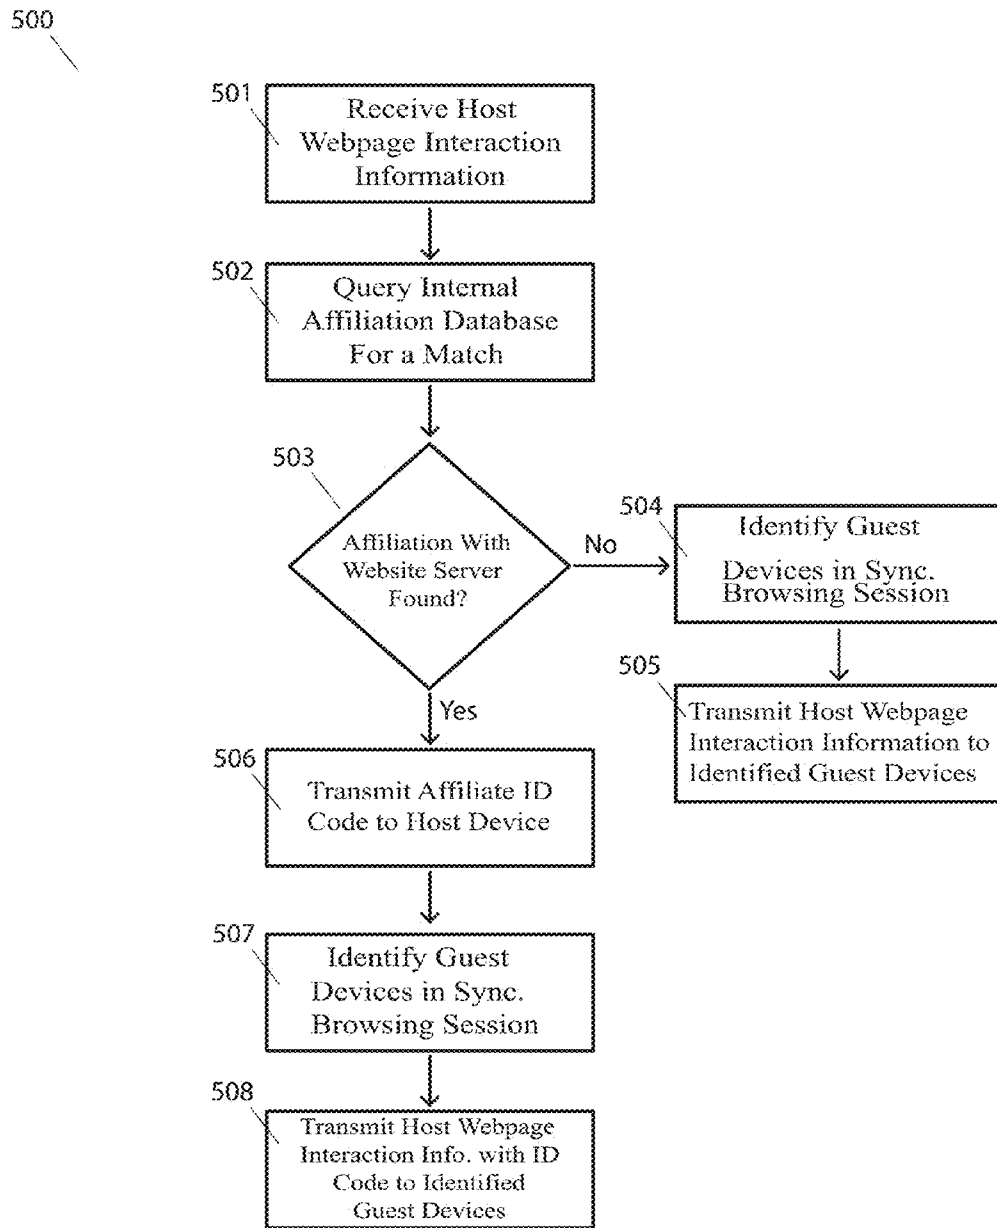 500
501
Receive Host
Webpage Interaction
Information
502
Query Internal
Affiliation Database
For a Match
503
Affiliation With
Website Server
Found?
No
504
Identify Guest
Devices in Sync.
Browsing Session
505
Transmit Host Webpage
Interaction Information to
Identified Guest Devices
Yes
506
Transmit Affiliate ID
Code to Host Device
507
Identify Guest
Devices in Sync.
Browsing Session
508
Transmit Host Webpage
Interaction Info. with ID
Code to Identified
Guest Devices